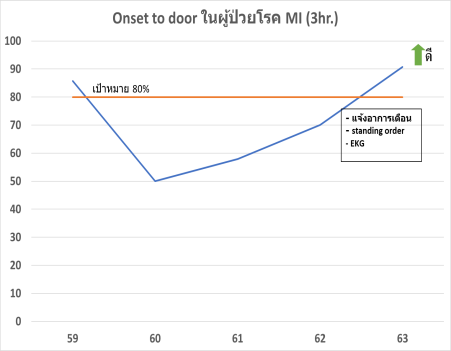 Onset to door ในผู้ป่วยโรค MI (3hr.)
100
ดี
90
เป้าหมาย 80%
80
- แจ้งอาการเตือน
- standing order
- EKG
70
60
50
40
30
20
10
0
59 60 61 62 63